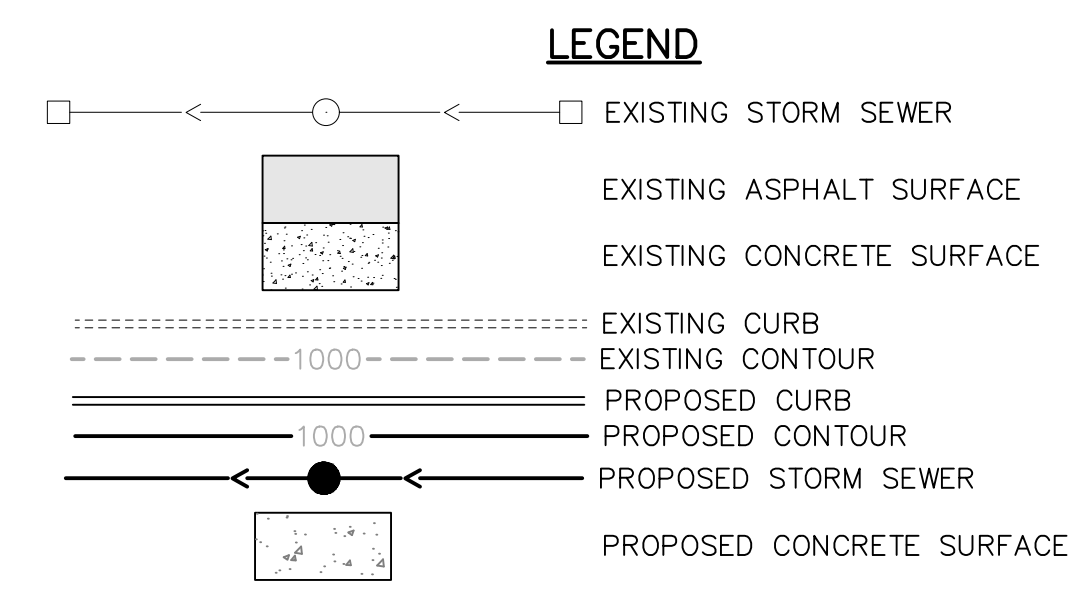 LEGEND
EXISTING STORM SEWER
EXISTING ASPHALT SURFACE
EXISTING CONCRETE SURFACE
EXISTING CURB
1000 EXISTING CONTOUR
PROPOSED CURB
1000 PROPOSED CONTOUR
PROPOSED STORM SEWER
PROPOSED CONCRETE SURFACE